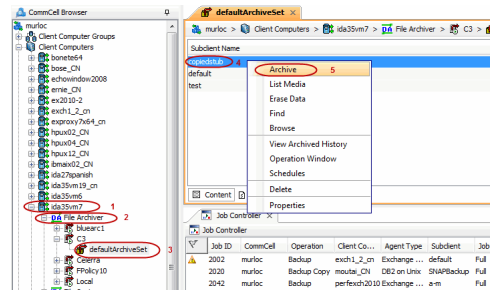 CommCell Browser
murloc
Client Computer Groups
Client Computers
bonete64
bose_CN
echowindow2008
ernie_CN
ex2010-2
exch1_2_cn
exproxy7x64_cn
hpux02_CN
hpux04_CN
hpux12_CN
ibmaix02_CN
ida27spanish
ida35vm19_cn
ida35vm6
ida35vm7 1
DA File Archiver 2
bluearc1
C3
defaultArchiveSet 3
Celerra
FPolicy10
Local
defaultArchiveSet ×
murloc > Client Computers > ida35vm7 > DA File Archiver > C3 >
Subclient Name
copiedstub 4
default
test
Archive 5
List Media
Erase Data
Find
Browse
View Archived History
Operation Window
Schedules
Delete
Properties
Content
Job Controller ×
Job Controller
Job ID CommCell Operation Client Co... Agent Type Subclient Job
2002 murloc Backup exch1_2_cn Exchange ... default Full
2020 murloc Backup Copy moutai_CN DB2 on Unix SNAPBackup Full
2042 murloc Backup perfexch2010 Exchange ... a-m Full